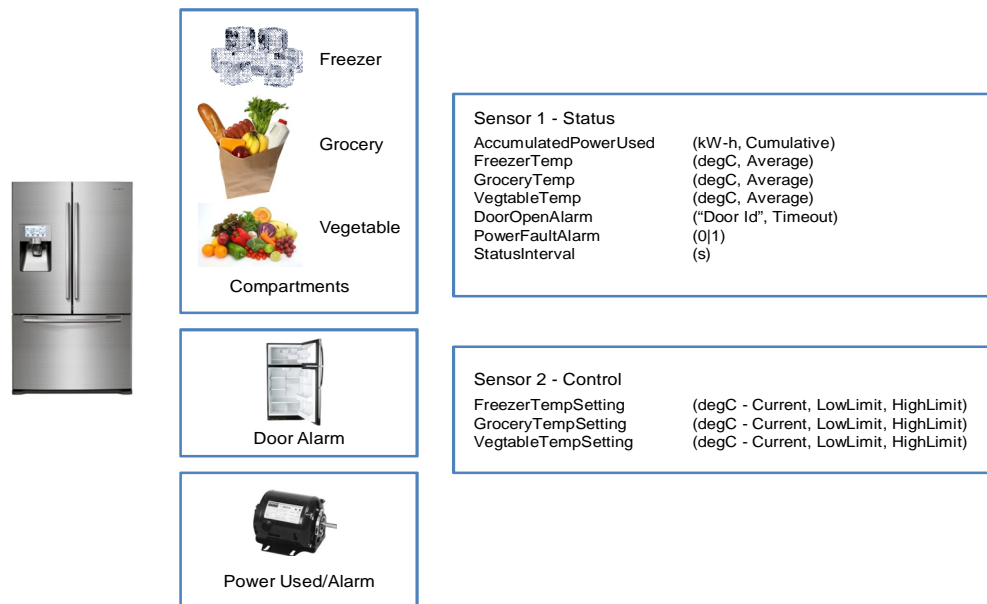 Freezer
Grocery
Vegetable
Compartments
Door Alarm
Power Used/Alarm
Sensor 1 - Status
AccumulatedPowerUsed (kW-h, Cumulative)
FreezerTemp (degC, Average)
GroceryTemp (degC, Average)
VegtableTemp (degC, Average)
DoorOpenAlarm (“Door Id”, Timeout)
PowerFaultAlarm (0|1)
StatusInterval (s)
Sensor 2 - Control
FreezerTempSetting (degC - Current, LowLimit, HighLimit)
GroceryTempSetting (degC - Current, LowLimit, HighLimit)
VegtableTempSetting (degC - Current, LowLimit, HighLimit)